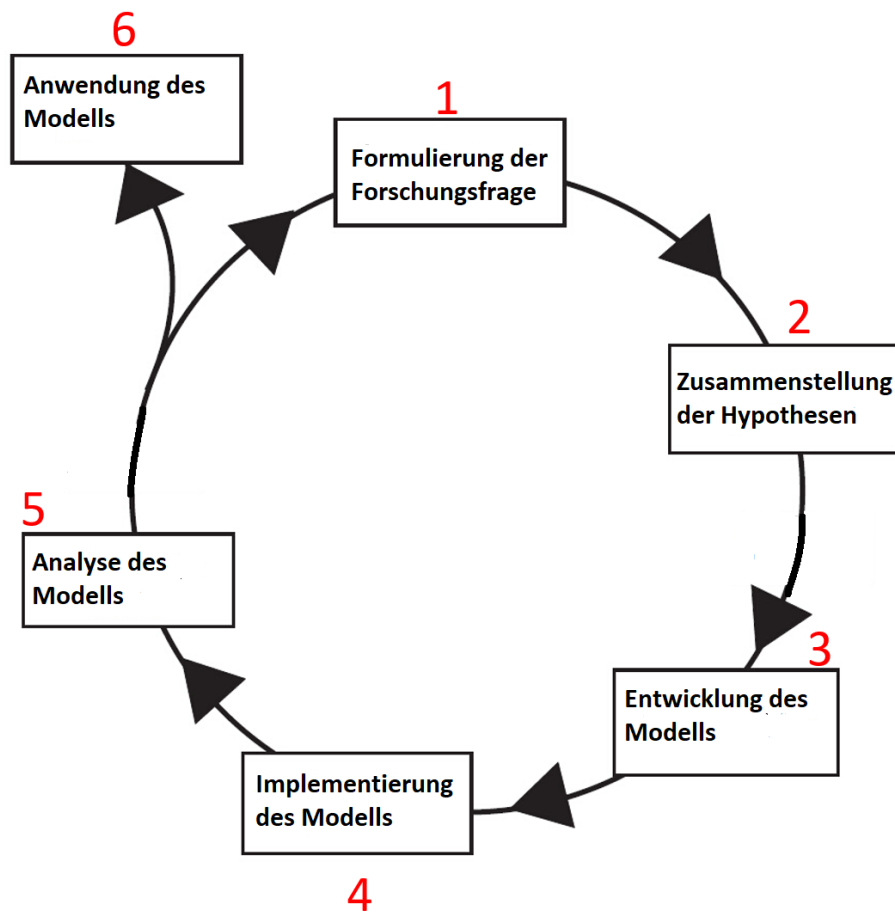 1
Formulierung der
Forschungsfrage
2
Zusammenstellung
der Hypothesen
3
Entwicklung des
Modells
4
Implementierung
des Modells
5
Analyse des
Modells
6
Anwendung des
Modells